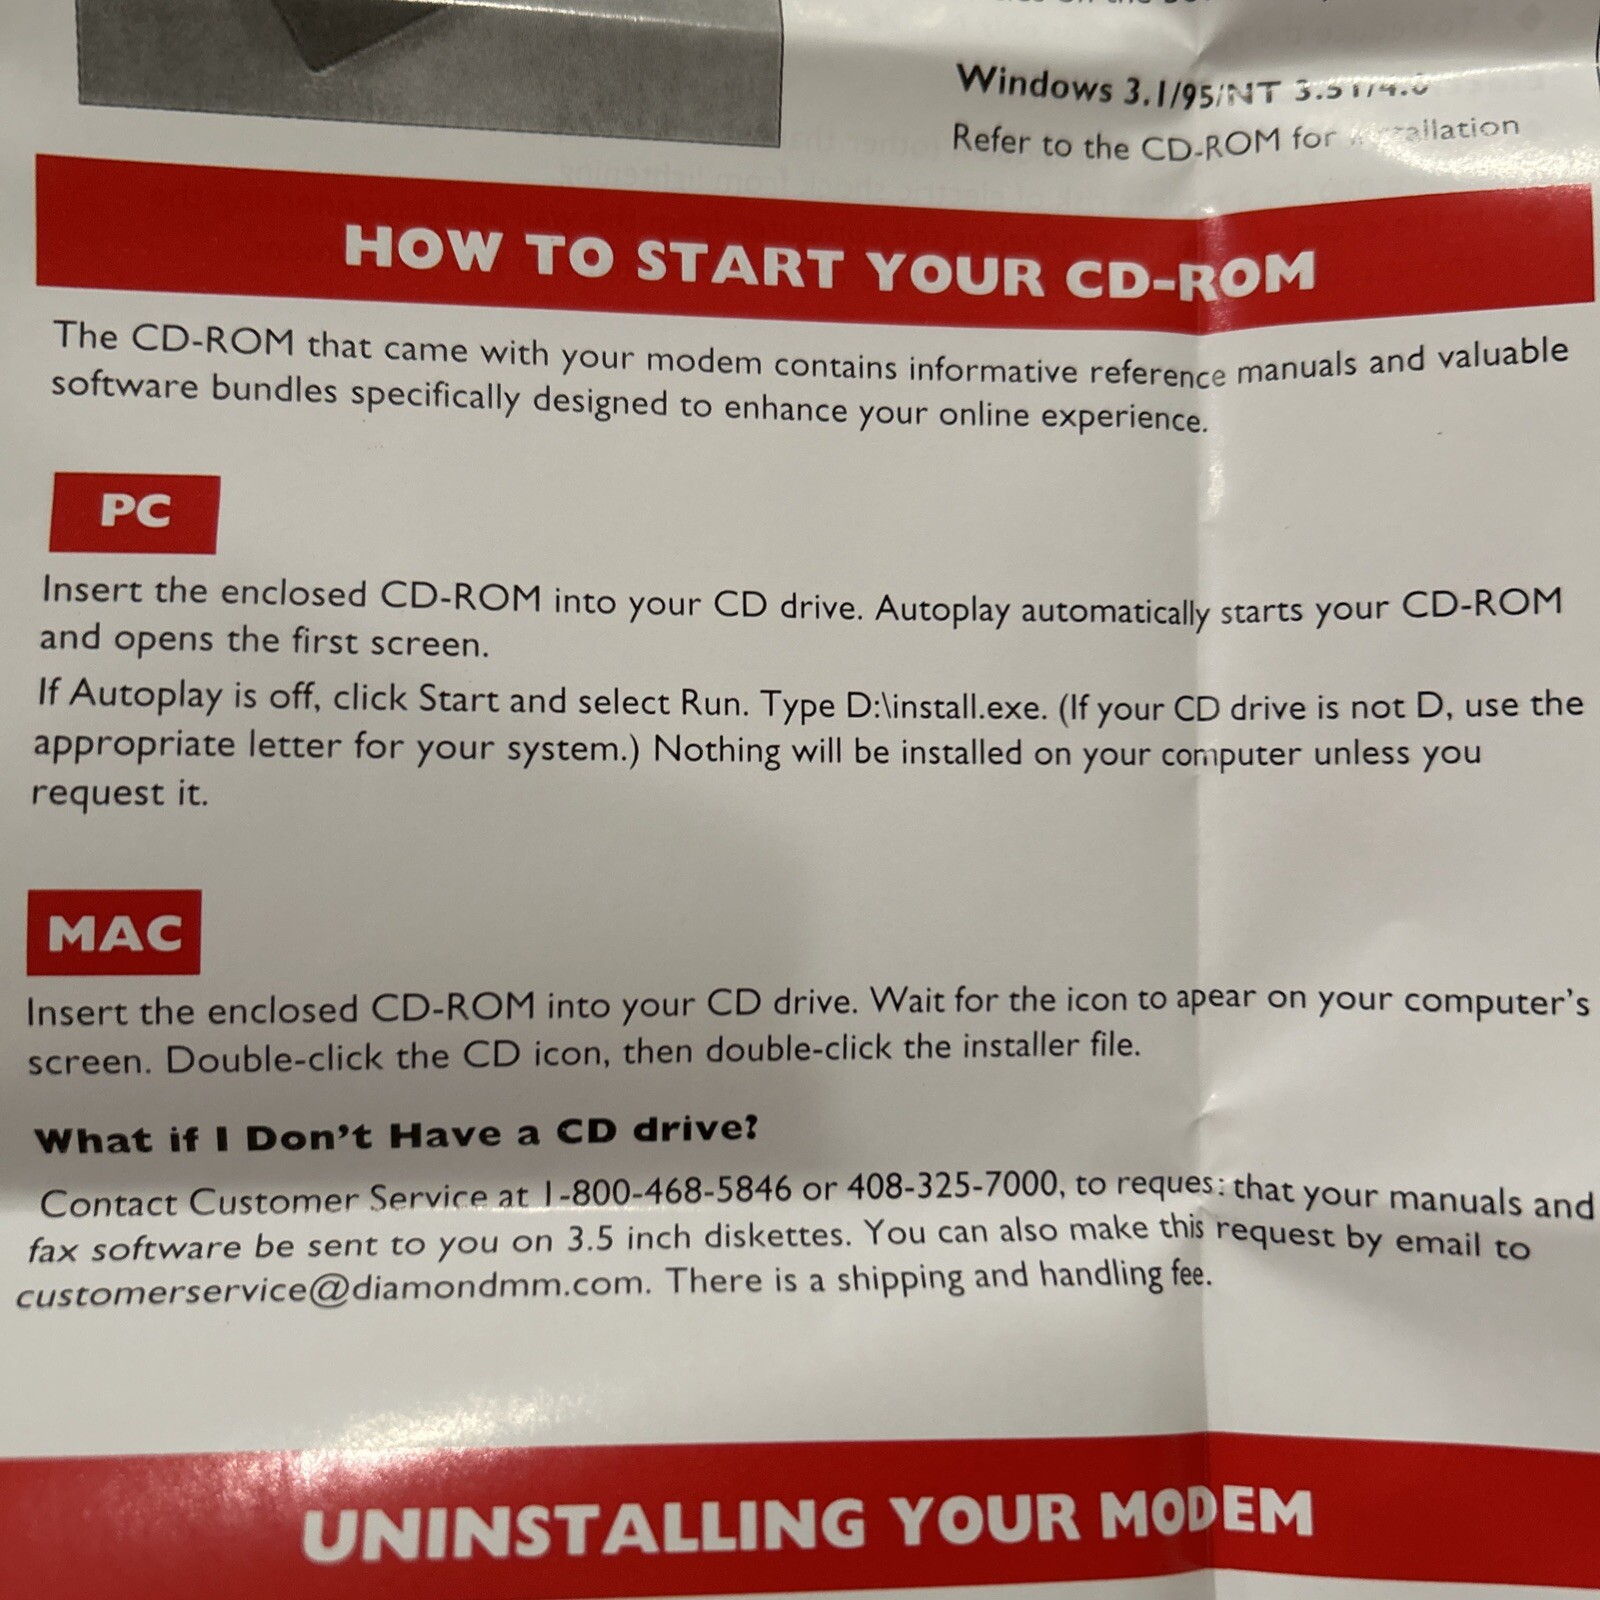 Windows 3.1/95/NT 3.51/4.0
Refer to the CD-ROM for installation
HOW TO START YOUR CD-ROM
The CD-ROM that came with your modem contains informative reference manuals and valuable
software bundles specifically designed to enhance your online experience.
PC
Insert the enclosed CD-ROM into your CD drive. Autoplay automatically starts your CD-ROM
and opens the first screen.
If Autoplay is off, click Start and select Run. Type D:\install.exe. (If your CD drive is not D, use the
appropriate letter for your system.) Nothing will be installed on your computer unless you
request it.
MAC
Insert the enclosed CD-ROM into your CD drive. Wait for the icon to apear on your computer's
screen. Double-click the CD icon, then double-click the installer file.
What if I Don't Have a CD drive?
Contact Customer Service at 1-800-468-5846 or 408-325-7000, to request that your manuals and
fax software be sent to you on 3.5 inch diskettes. You can also make this request by email to
customerservice@diamondmm.com. There is a shipping and handling fee.
UNINSTALLING YOUR MODEM